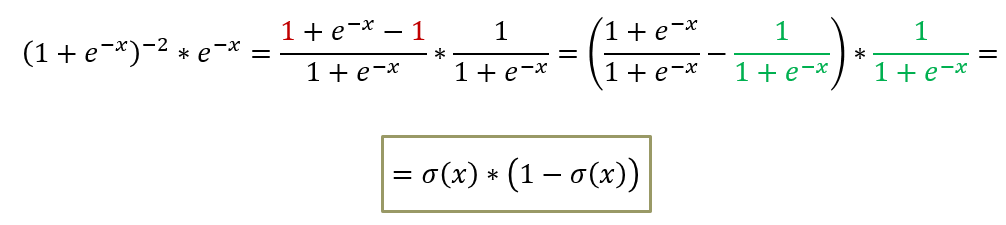 (1 + e⁻ˣ)⁻² * e⁻ˣ = (1 + e⁻ˣ − 1)/(1 + e⁻ˣ) * 1/(1 + e⁻ˣ) = ((1 + e⁻ˣ)/(1 + e⁻ˣ) − 1/(1 + e⁻ˣ)) * 1/(1 + e⁻ˣ) =
= σ(x) * (1 − σ(x))